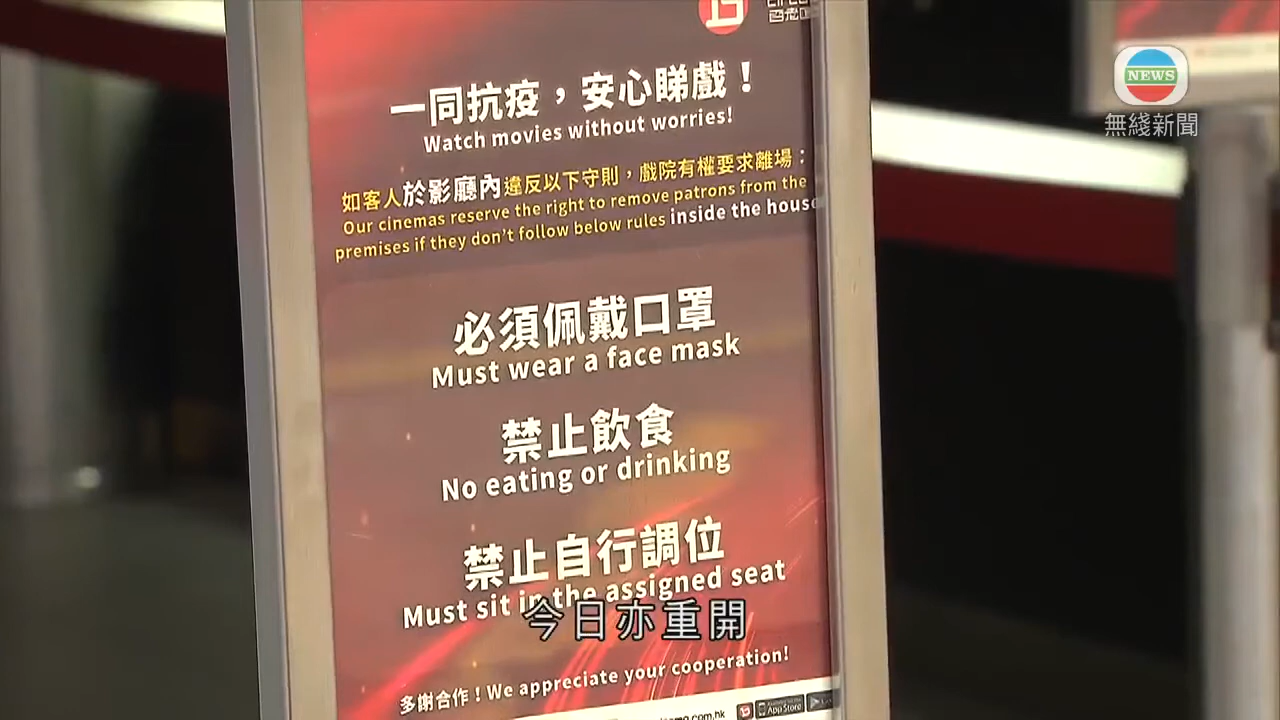 一同抗疫，安心睇戲！
Watch movies without worries!
如客人於影廳內違反以下守則，戲院有權要求離場：
Our cinemas reserve the right to remove patrons from the
premises if they don't follow below rules inside the house
必須佩戴口罩
Must wear a face mask
禁止飲食
No eating or drinking
禁止自行調位
Must sit in the assigned seat
今日亦重開
多謝合作！We appreciate your cooperation!
App Store
NEWS
無綫新聞